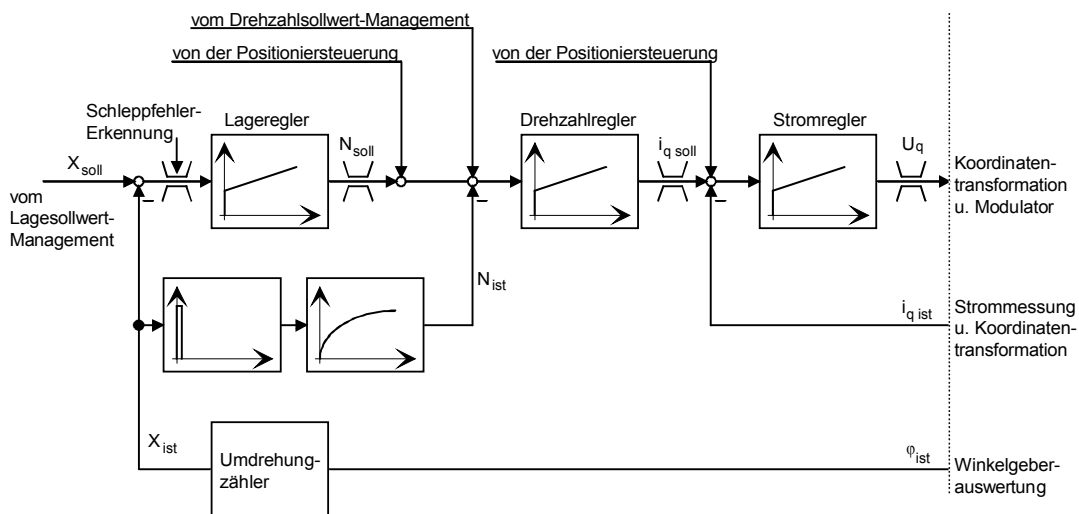 vom Drehzahlsollwert-Management
von der Positioniersteuerung
von der Positioniersteuerung
Schleppfehler-
Erkennung
Lageregler
Drehzahlregler
Stromregler
X soll
N soll
i q soll
U q
vom
Lagesollwert-
Management
Koordinaten-
transformation
u. Modulator
N ist
i q ist
Strommessung
u. Koordinaten-
transformation
X ist
Umdrehung-
zähler
φ ist
Winkelgeber-
auswertung